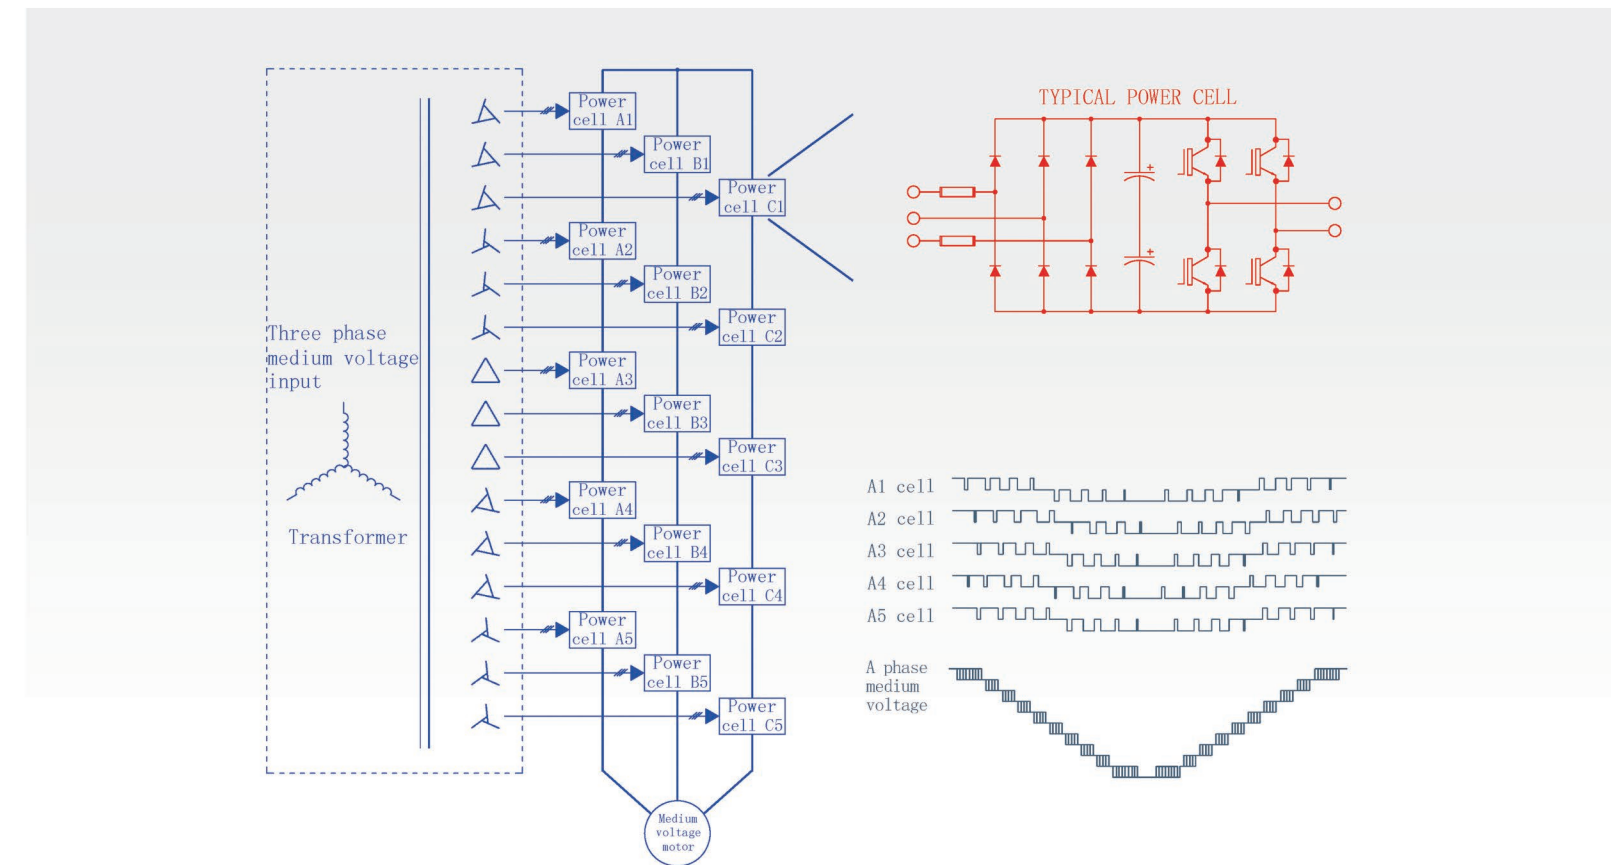 Three phase
medium voltage
input
Transformer
Power
cell A1
Power
cell B1
Power
cell C1
Power
cell A2
Power
cell B2
Power
cell C2
Power
cell A3
Power
cell B3
Power
cell C3
Power
cell A4
Power
cell B4
Power
cell C4
Power
cell A5
Power
cell B5
Power
cell C5
Medium
voltage
motor
TYPICAL POWER CELL
+
+
A1 cell
A2 cell
A3 cell
A4 cell
A5 cell
A phase
medium
voltage